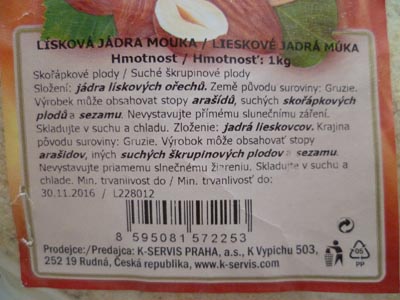 LÍSKOVÁ JÁDRA MOUKA / LIESKOVÉ JADRÁ MÚKA
Hmotnost / Hmotnosť: 1kg
Skořápkové plody / Suché škrupinové plody
Složení: jádra lískových ořechů. Země původu suroviny: Gruzie.
Výrobek může obsahovat stopy arašídů, suchých skořápkových
plodů a sezamu. Nevystavujte přímému slunečnímu záření.
Skladujte v suchu a chladu. Zloženie: jadrá lieskovcov. Krajina
pôvodu suroviny: Gruzie. Výrobok môže obsahovať stopy
arašidov, iných suchých škrupinových plodov a sezamu.
Nevystavujte priamemu slnečnému žiareniu. Skladujte v suchu a
chlade. Min. trvanlivost do / Min. trvanlivosť do:
30.11.2016 / L228012
8 595081 572253
Prodejce:/Predajca: K-SERVIS PRAHA, a.s., K Vypichu 503,
252 19 Rudná, Česká republika, www.k-servis.com
05
PP